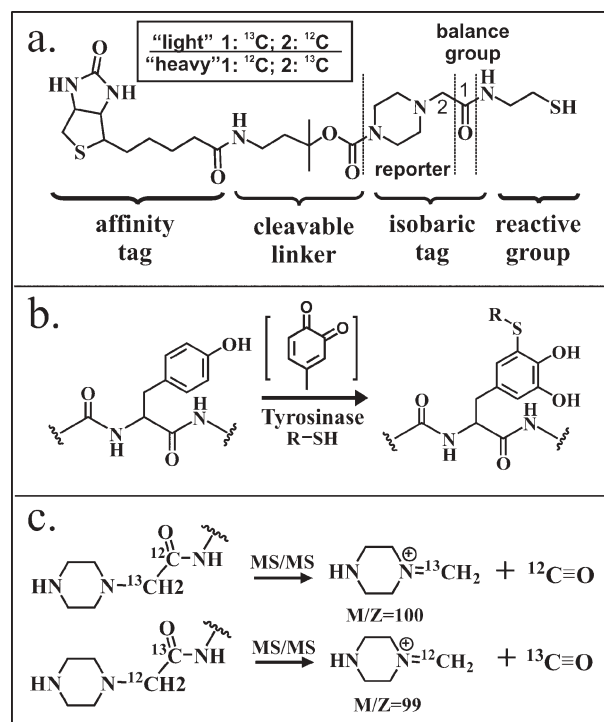 a.
"light" 1: ¹³C; 2: ¹²C
"heavy"1: ¹²C; 2: ¹³C
balance
group
O
HN
NH
S
O
H
N
O
O
N
N
2
1
O
H
N
SH
reporter
affinity
tag
cleavable
linker
isobaric
tag
reactive
group
b.
OH
O
N
H
O
H
N
O
O
Tyrosinase
R–SH
R
S
OH
OH
O
N
H
O
H
N
c.
O
¹²C–NH
HN
N
¹³CH2
MS/MS
HN
N=¹³CH₂
+
¹²C≡O
M/Z=100
O
¹³C–NH
HN
N
¹²CH2
MS/MS
HN
N=¹²CH₂
+
¹³C≡O
M/Z=99